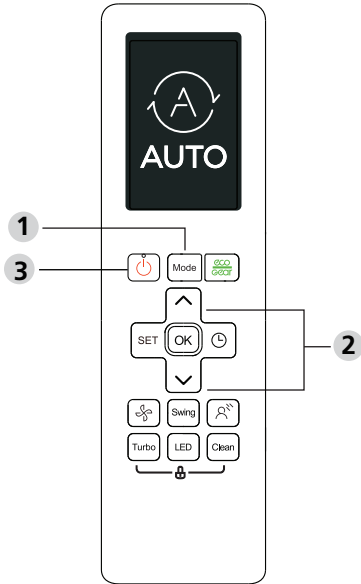 A
AUTO
1
3
Mode
eco
Gear
SET
OK
2
Swing
Turbo
LED
Clean